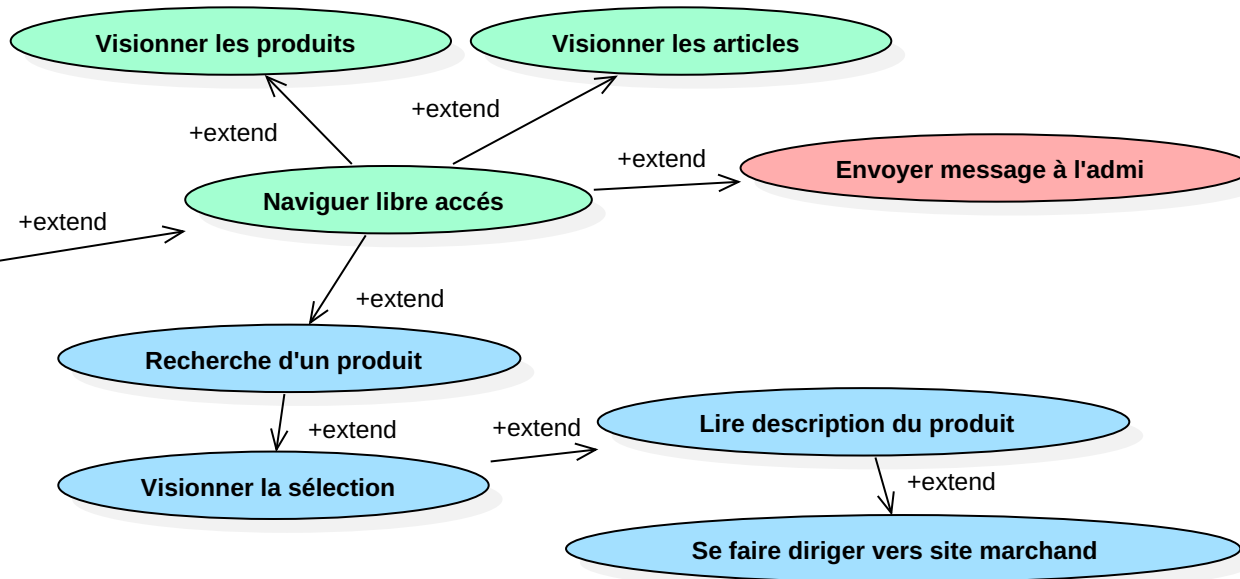 Visionner les produits
Visionner les articles
+extend
+extend
+extend
Envoyer message à l'admi
Naviguer libre accés
+extend
+extend
Recherche d'un produit
+extend
+extend
Lire description du produit
Visionner la sélection
+extend
Se faire diriger vers site marchand